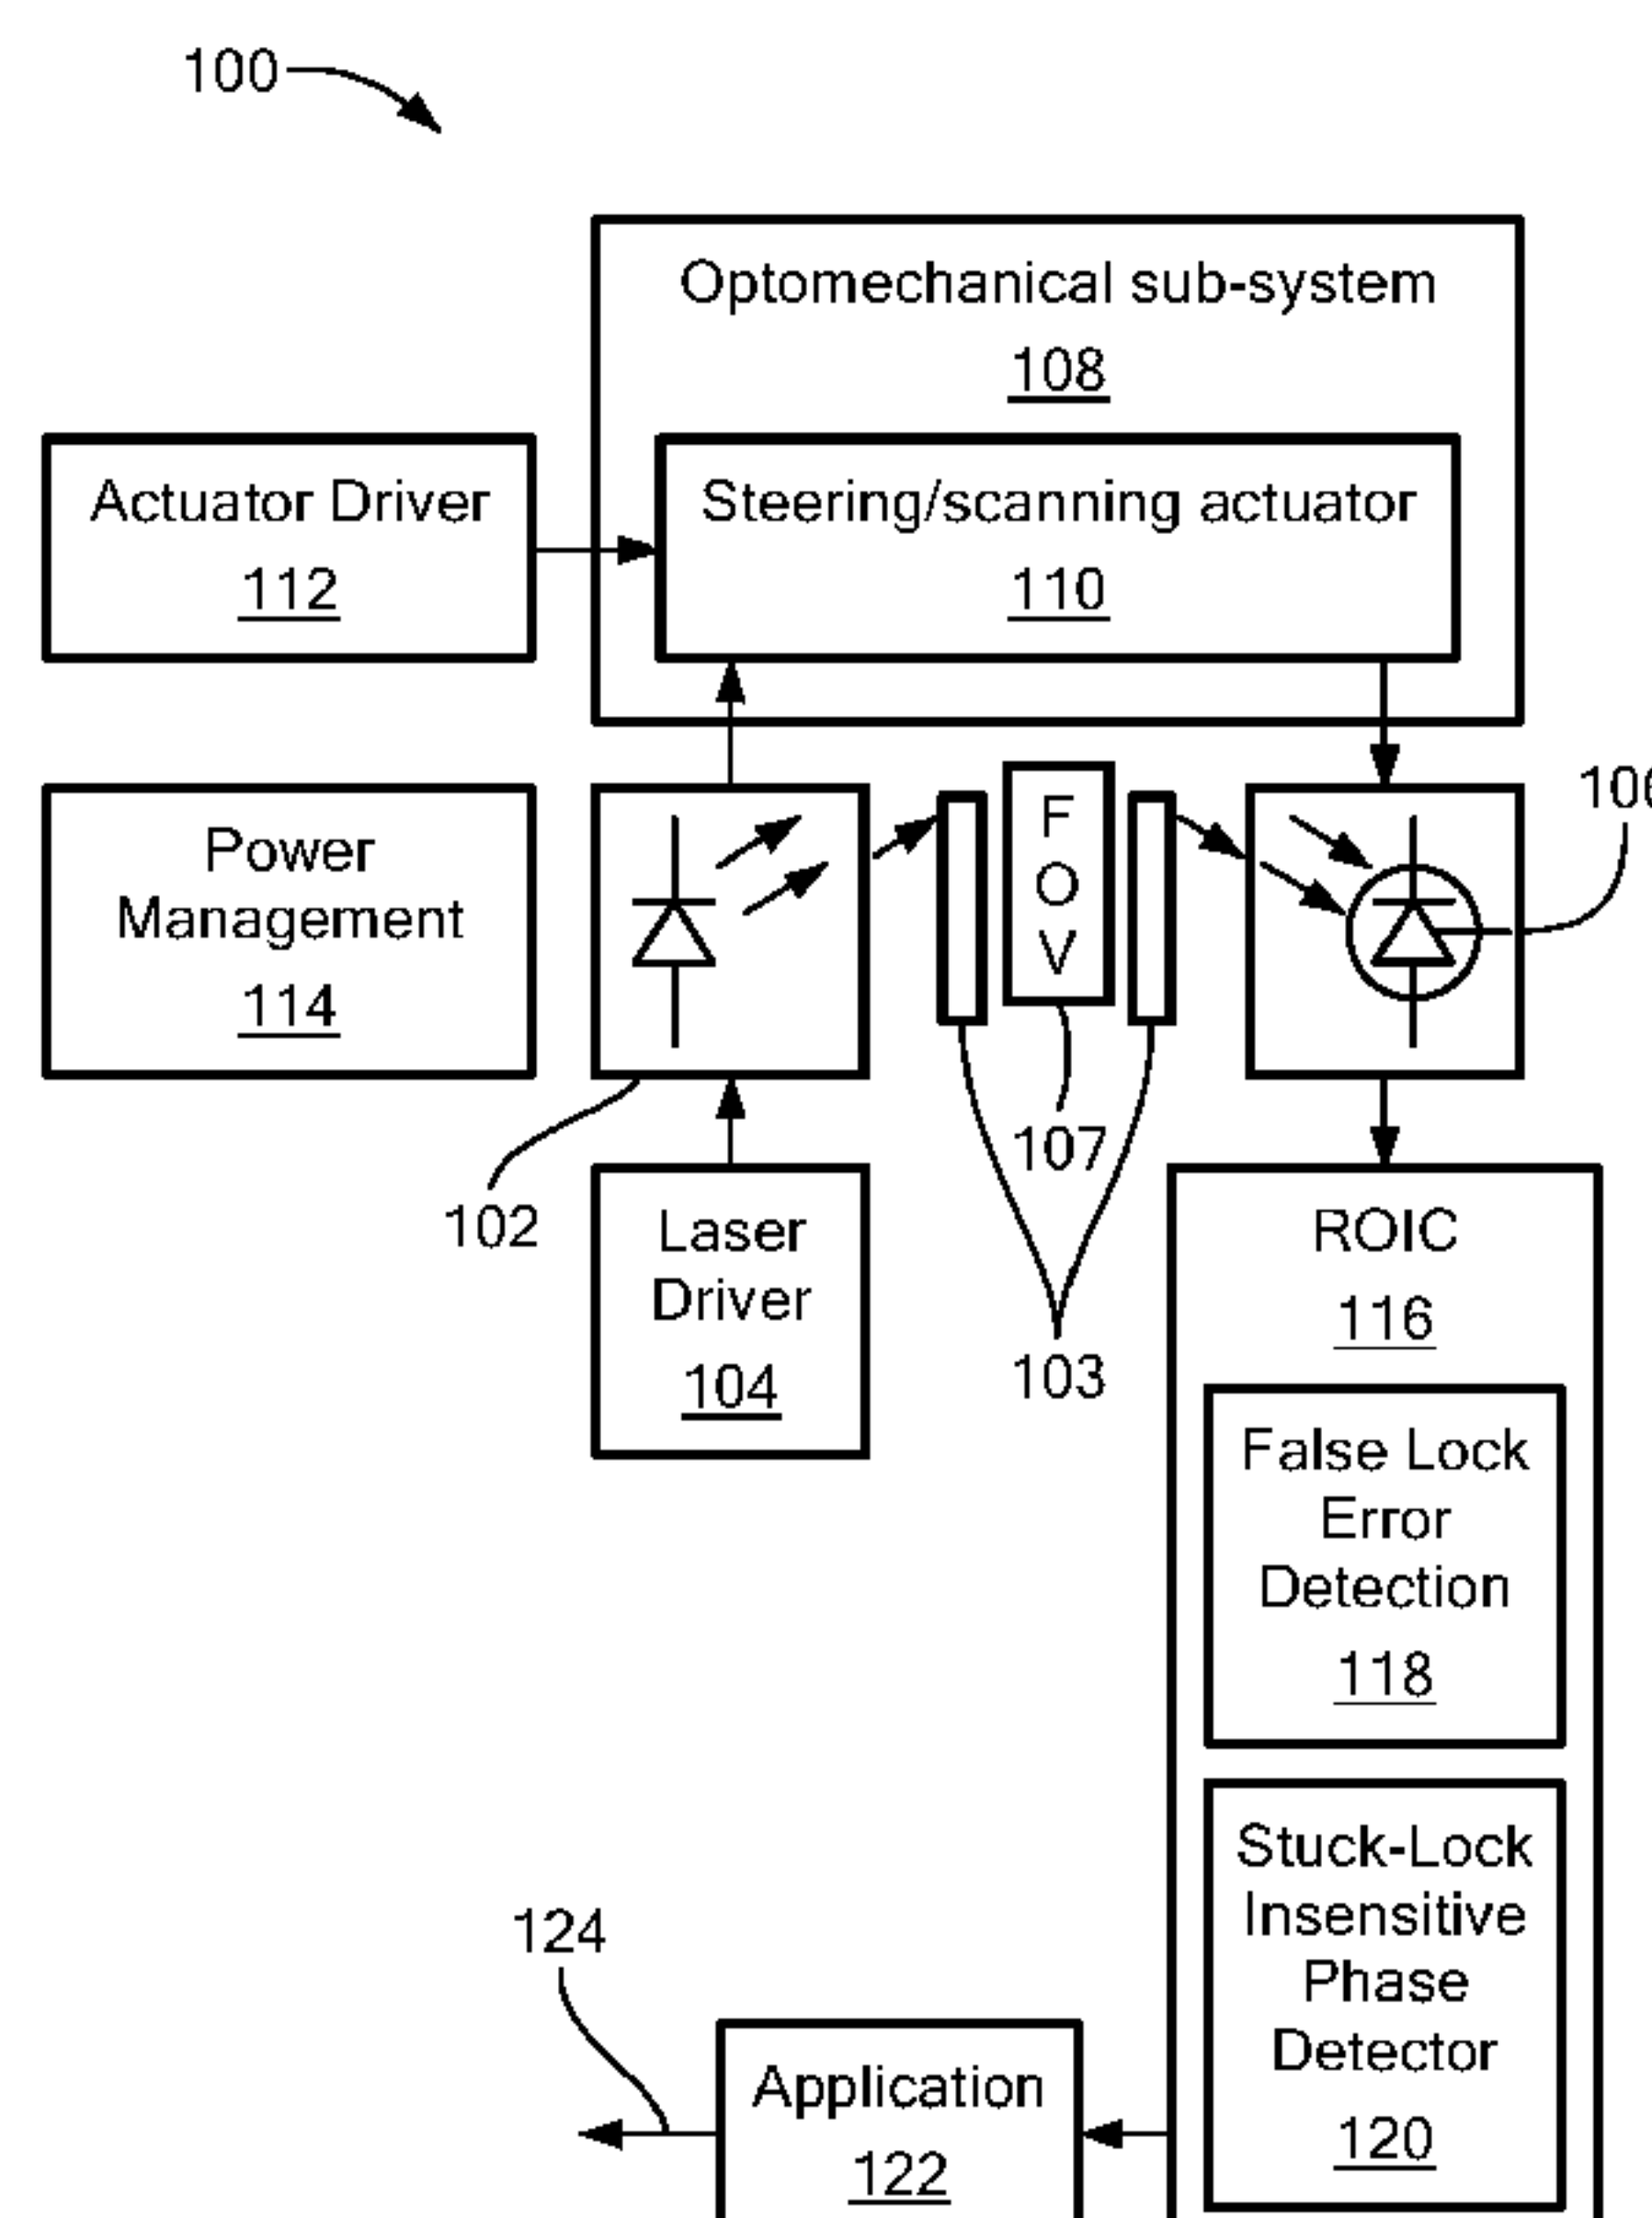 100
Optomechanical sub-system
108
Actuator Driver
112
Steering/scanning actuator
110
Power
Management
114
F
O
V
106
107
102
Laser
Driver
104
103
ROIC
116
False Lock
Error
Detection
118
Stuck-Lock
Insensitive
Phase
Detector
120
124
Application
122